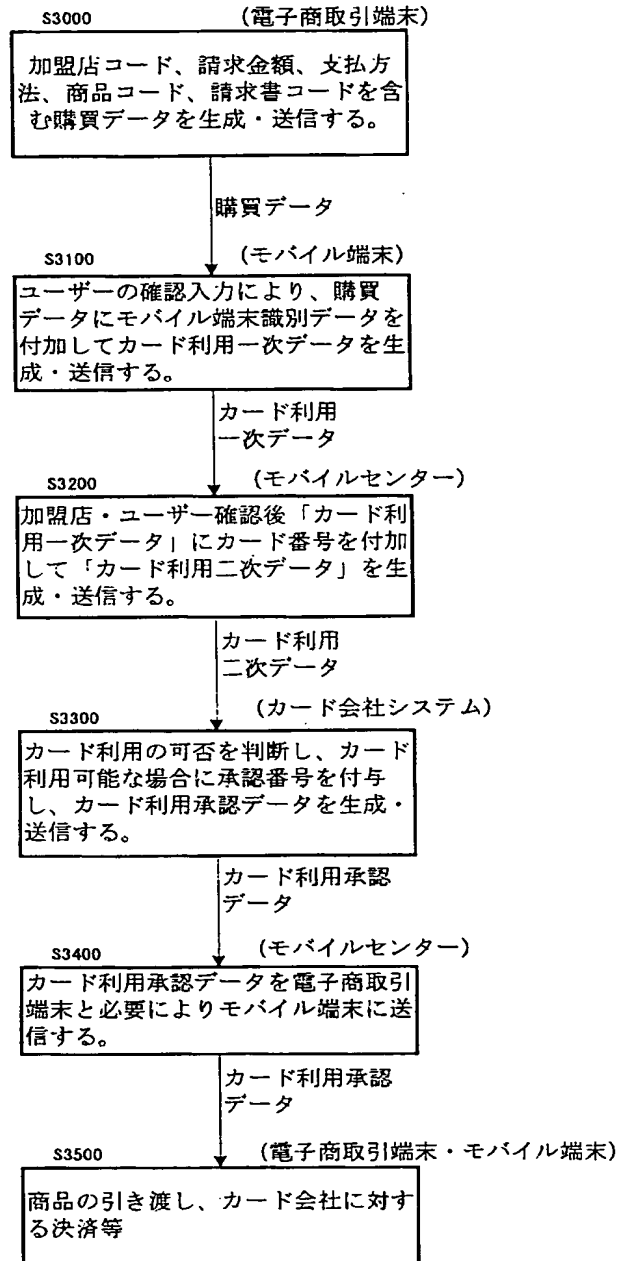 S3000 (電子商取引端末)
加盟店コード、請求金額、支払方
法、商品コード、請求書コードを含
む購買データを生成・送信する。
購買データ
S3100 (モバイル端末)
ユーザーの確認入力により、購買
データにモバイル端末識別データを
付加してカード利用一次データを生
成・送信する。
カード利用
一次データ
S3200 (モバイルセンター)
加盟店・ユーザー確認後「カード利
用一次データ」にカード番号を付加
して「カード利用二次データ」を生
成・送信する。
カード利用
二次データ
S3300 (カード会社システム)
カード利用の可否を判断し、カード
利用可能な場合に承認番号を付与
し、カード利用承認データを生成・
送信する。
カード利用承認
データ
S3400 (モバイルセンター)
カード利用承認データを電子商取引
端末と必要によりモバイル端末に送
信する。
カード利用承認
データ
S3500 (電子商取引端末・モバイル端末)
商品の引き渡し、カード会社に対す
る決済等